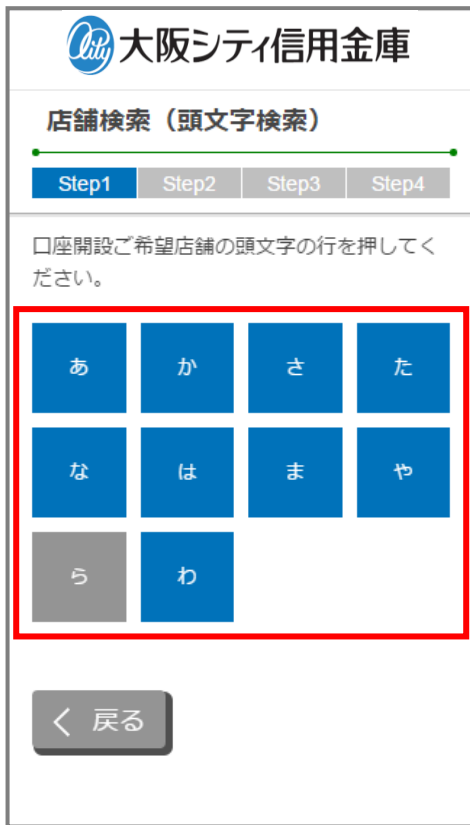 City 大阪シティ信用金庫
店舗検索（頭文字検索）
Step1 Step2 Step3 Step4
口座開設ご希望店舗の頭文字の行を押してく
ださい。
あ か さ た
な は ま や
ら わ
戻る